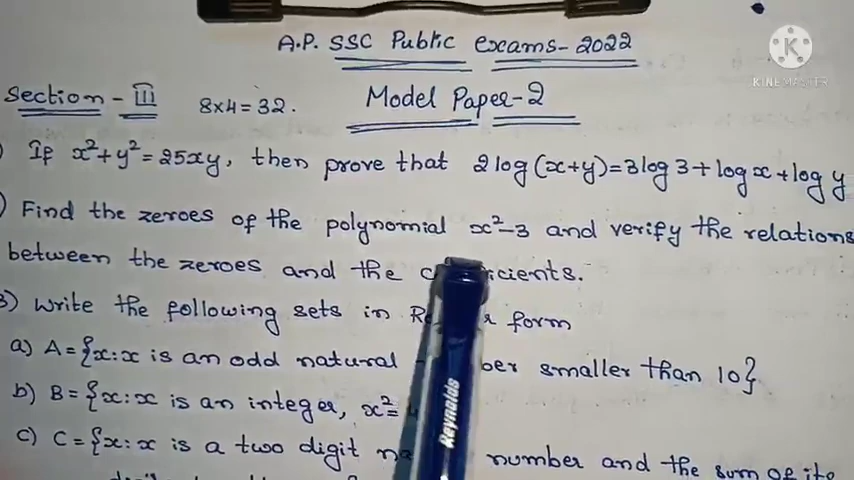 A.P. SSC Public exams-2022
KINEMASTER
Section-III 8x4=32. Model Paper-2
) If x²+y²=25xy, then prove that 2log(x+y)=3log3+logx+logy
) Find the zeroes of the polynomial x²-3 and verify the relations
between the zeroes and the
3) Write the following sets in form
a) A={x:x is an odd natural smaller than 10}
b) B={x:x is an integer, x²=
c) C={x:x is a two digit number and the sum of its
Reynolds